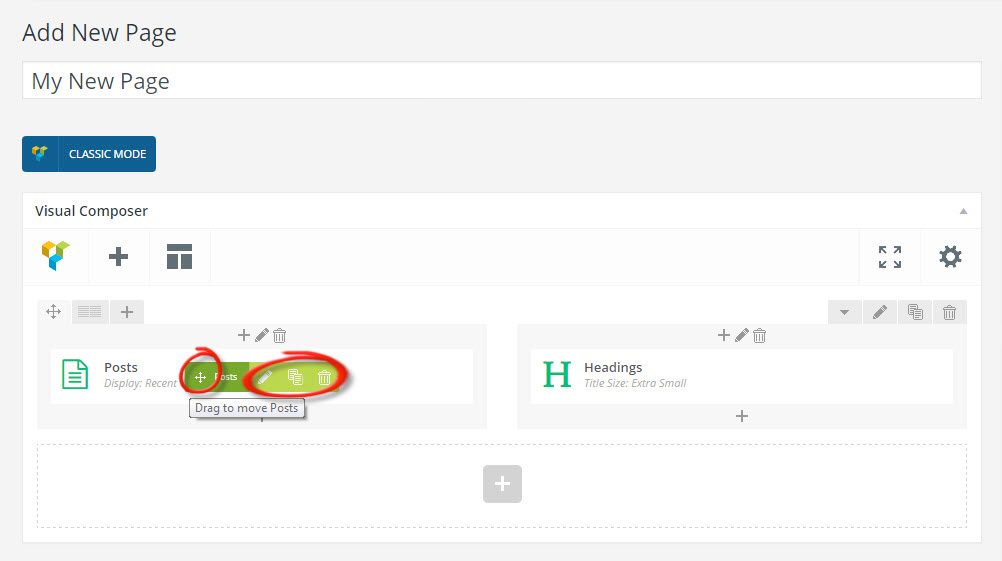 Add New Page
My New Page
CLASSIC MODE
Visual Composer
Posts
Display: Recent
Posts
Drag to move Posts
H
Headings
Title Size: Extra Small